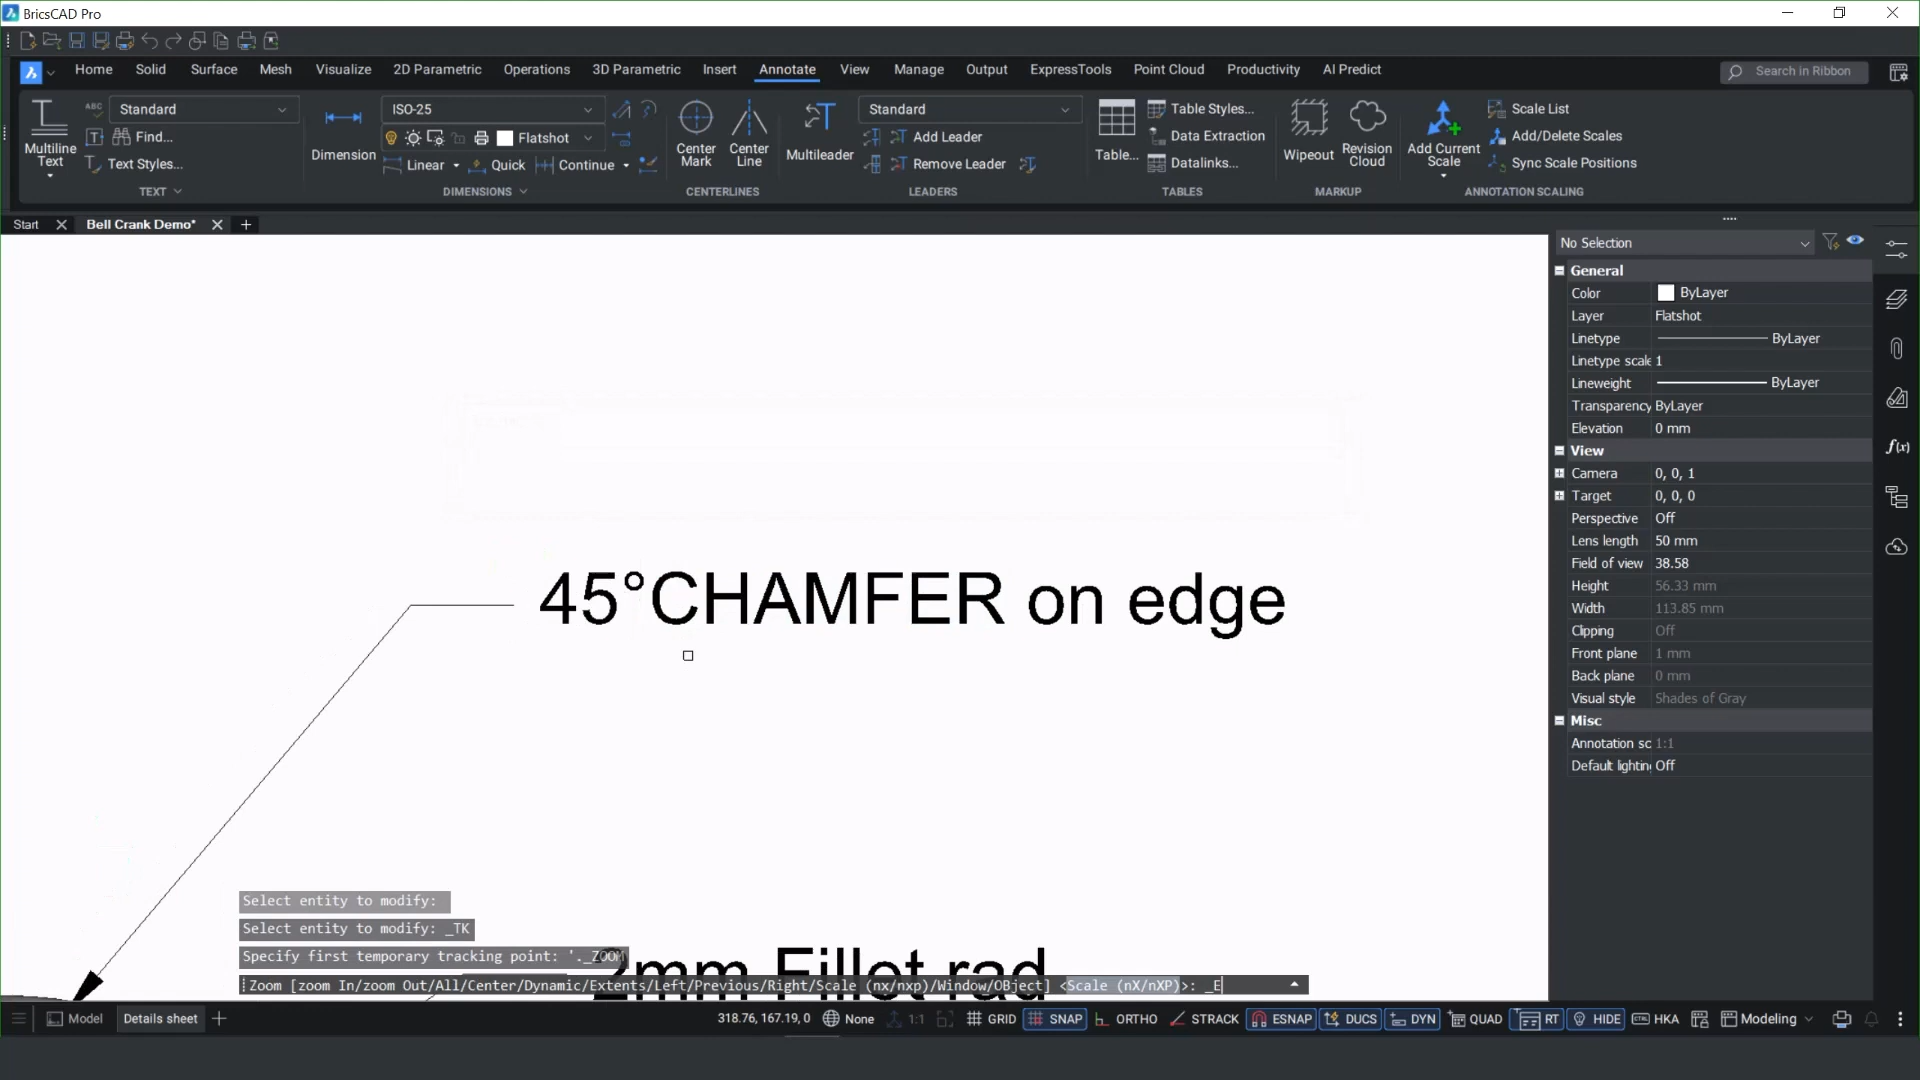 BricsCAD Pro
Home Solid Surface Mesh Visualize 2D Parametric Operations 3D Parametric Insert Annotate View Manage Output ExpressTools Point Cloud Productivity AI Predict Search in Ribbon
Multiline Text
ABC Standard
Find...
Text Styles...
TEXT
Dimension
ISO-25
Flatshot
Linear Quick Continue
DIMENSIONS
Center Mark
Center Line
CENTERLINES
Multileader
Standard
Add Leader
Remove Leader
LEADERS
Table...
Table Styles...
Data Extraction
Datalinks...
TABLES
Wipeout
Revision Cloud
MARKUP
Add Current Scale
Scale List
Add/Delete Scales
Sync Scale Positions
ANNOTATION SCALING
Start Bell Crank Demo*
No Selection
General
Color ByLayer
Layer Flatshot
Linetype ByLayer
Linetype scale 1
Lineweight ByLayer
Transparency ByLayer
Elevation 0 mm
View
Camera 0, 0, 1
Target 0, 0, 0
Perspective Off
Lens length 50 mm
Field of view 38.58
Height 56.33 mm
Width 113.85 mm
Clipping Off
Front plane 1 mm
Back plane 0 mm
Visual style Shades of Gray
Misc
Annotation sc 1:1
Default lighting Off
f(x)
45°CHAMFER on edge
2mm Fillet rad
Select entity to modify:
Select entity to modify: _TK
Specify first temporary tracking point: '._ZOOM
Zoom [zoom In/zoom Out/All/Center/Dynamic/Extents/Left/Previous/Right/Scale (nx/nxp)/Window/OBject] <Scale (nX/nXP)>: _E
Model Details sheet
318.76, 167.19, 0 None 1:1 GRID SNAP ORTHO STRACK ESNAP DUCS DYN QUAD RT HIDE HKA Modeling